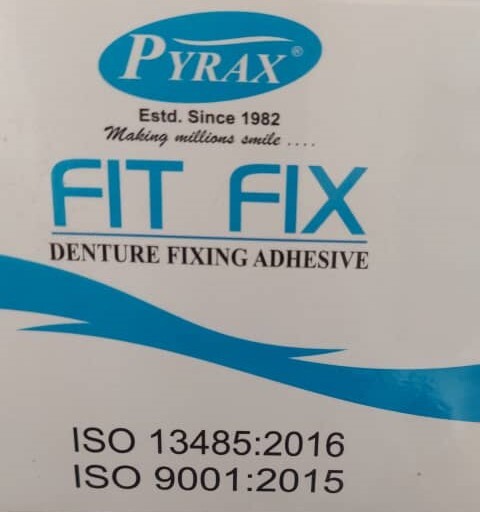 PYRAX®
Estd. Since 1982
Making millions smile ....
FIT FIX
DENTURE FIXING ADHESIVE
ISO 13485:2016
ISO 9001:2015